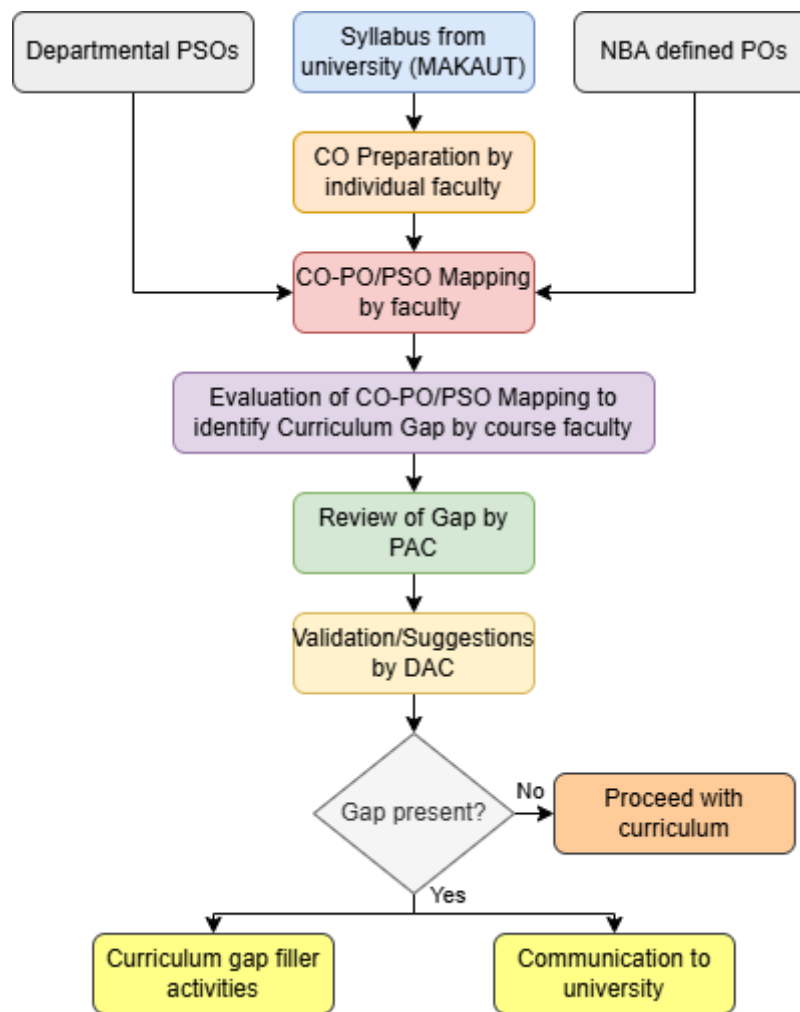 Departmental PSOs
Syllabus from
university (MAKAUT)
NBA defined POs
CO Preparation by
individual faculty
CO-PO/PSO Mapping
by faculty
Evaluation of CO-PO/PSO Mapping to
identify Curriculum Gap by course faculty
Review of Gap by
PAC
Validation/Suggestions
by DAC
Gap present?
No
Proceed with
curriculum
Yes
Curriculum gap filler
activities
Communication to
university